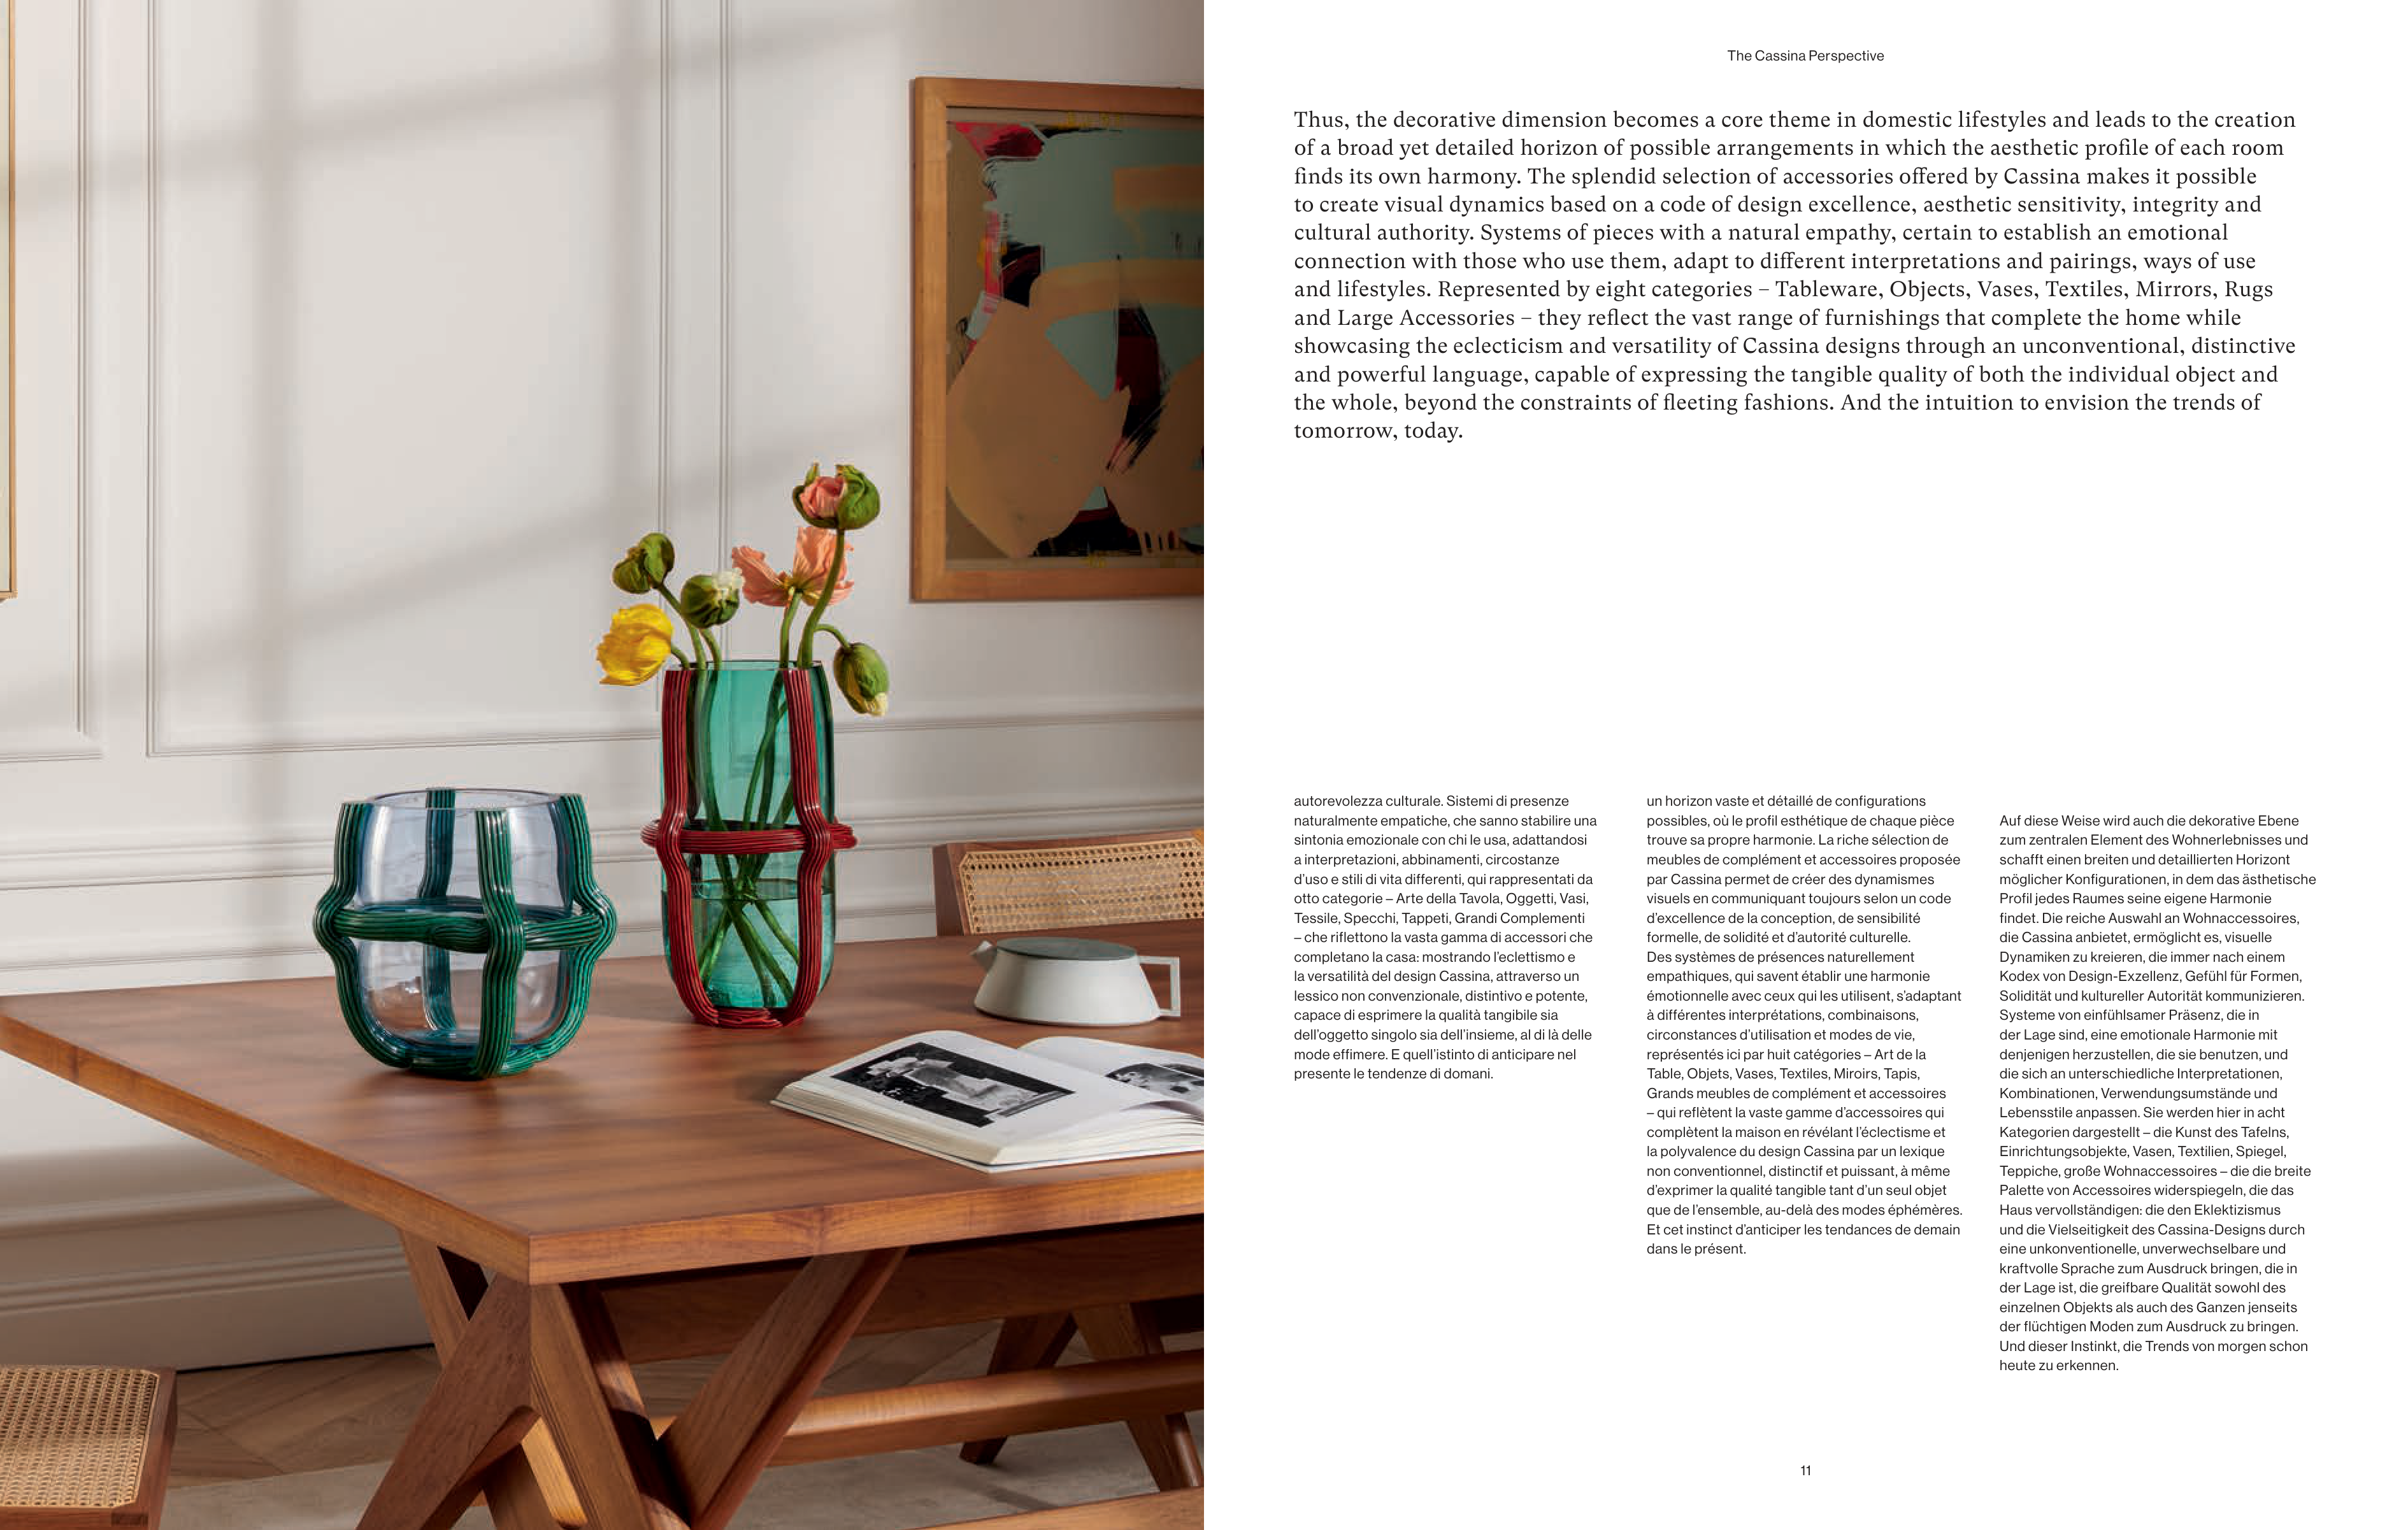 The Cassina Perspective
Thus, the decorative dimension becomes a core theme in domestic lifestyles and leads to the creation
of a broad yet detailed horizon of possible arrangements in which the aesthetic profile of each room
finds its own harmony. The splendid selection of accessories offered by Cassina makes it possible
to create visual dynamics based on a code of design excellence, aesthetic sensitivity, integrity and
cultural authority. Systems of pieces with a natural empathy, certain to establish an emotional
connection with those who use them, adapt to different interpretations and pairings, ways of use
and lifestyles. Represented by eight categories – Tableware, Objects, Vases, Textiles, Mirrors, Rugs
and Large Accessories – they reflect the vast range of furnishings that complete the home while
showcasing the eclecticism and versatility of Cassina designs through an unconventional, distinctive
and powerful language, capable of expressing the tangible quality of both the individual object and
the whole, beyond the constraints of fleeting fashions. And the intuition to envision the trends of
tomorrow, today.
autorevolezza culturale. Sistemi di presenze
naturalmente empatiche, che sanno stabilire una
sintonia emozionale con chi le usa, adattandosi
a interpretazioni, abbinamenti, circostanze
d’uso e stili di vita differenti, qui rappresentati da
otto categorie – Arte della Tavola, Oggetti, Vasi,
Tessile, Specchi, Tappeti, Grandi Complementi
– che riflettono la vasta gamma di accessori che
completano la casa: mostrando l’eclettismo e
la versatilità del design Cassina, attraverso un
lessico non convenzionale, distintivo e potente,
capace di esprimere la qualità tangibile sia
dell’oggetto singolo sia dell’insieme, al di là delle
mode effimere. E quell’istinto di anticipare nel
presente le tendenze di domani.
un horizon vaste et détaillé de configurations
possibles, où le profil esthétique de chaque pièce
trouve sa propre harmonie. La riche sélection de
meubles de complément et accessoires proposée
par Cassina permet de créer des dynamismes
visuels en communiquant toujours selon un code
d’excellence de la conception, de sensibilité
formelle, de solidité et d’autorité culturelle.
Des systèmes de présences naturellement
empathiques, qui savent établir une harmonie
émotionnelle avec ceux qui les utilisent, s’adaptant
à différentes interprétations, combinaisons,
circonstances d’utilisation et modes de vie,
représentés ici par huit catégories – Art de la
Table, Objets, Vases, Textiles, Miroirs, Tapis,
Grands meubles de complément et accessoires
– qui reflètent la vaste gamme d’accessoires qui
complètent la maison en révélant l’éclectisme et
la polyvalence du design Cassina par un lexique
non conventionnel, distinctif et puissant, à même
d’exprimer la qualité tangible tant d’un seul objet
que de l’ensemble, au-delà des modes éphémères.
Et cet instinct d’anticiper les tendances de demain
dans le présent.
Auf diese Weise wird auch die dekorative Ebene
zum zentralen Element des Wohnerlebnisses und
schafft einen breiten und detaillierten Horizont
möglicher Konfigurationen, in dem das ästhetische
Profil jedes Raumes seine eigene Harmonie
findet. Die reiche Auswahl an Wohnaccessoires,
die Cassina anbietet, ermöglicht es, visuelle
Dynamiken zu kreieren, die immer nach einem
Kodex von Design-Exzellenz, Gefühl für Formen,
Solidität und kultureller Autorität kommunizieren.
Systeme von einfühlsamer Präsenz, die in
der Lage sind, eine emotionale Harmonie mit
denjenigen herzustellen, die sie benutzen, und
die sich an unterschiedliche Interpretationen,
Kombinationen, Verwendungsumstände und
Lebensstile anpassen. Sie werden hier in acht
Kategorien dargestellt – die Kunst des Tafelns,
Einrichtungsobjekte, Vasen, Textilien, Spiegel,
Teppiche, große Wohnaccessoires – die die breite
Palette von Accessoires widerspiegeln, die das
Haus vervollständigen: die den Eklektizismus
und die Vielseitigkeit des Cassina-Designs durch
eine unkonventionelle, unverwechselbare und
kraftvolle Sprache zum Ausdruck bringen, die in
der Lage ist, die greifbare Qualität sowohl des
einzelnen Objekts als auch des Ganzen jenseits
der flüchtigen Moden zum Ausdruck zu bringen.
Und dieser Instinkt, die Trends von morgen schon
heute zu erkennen.
11